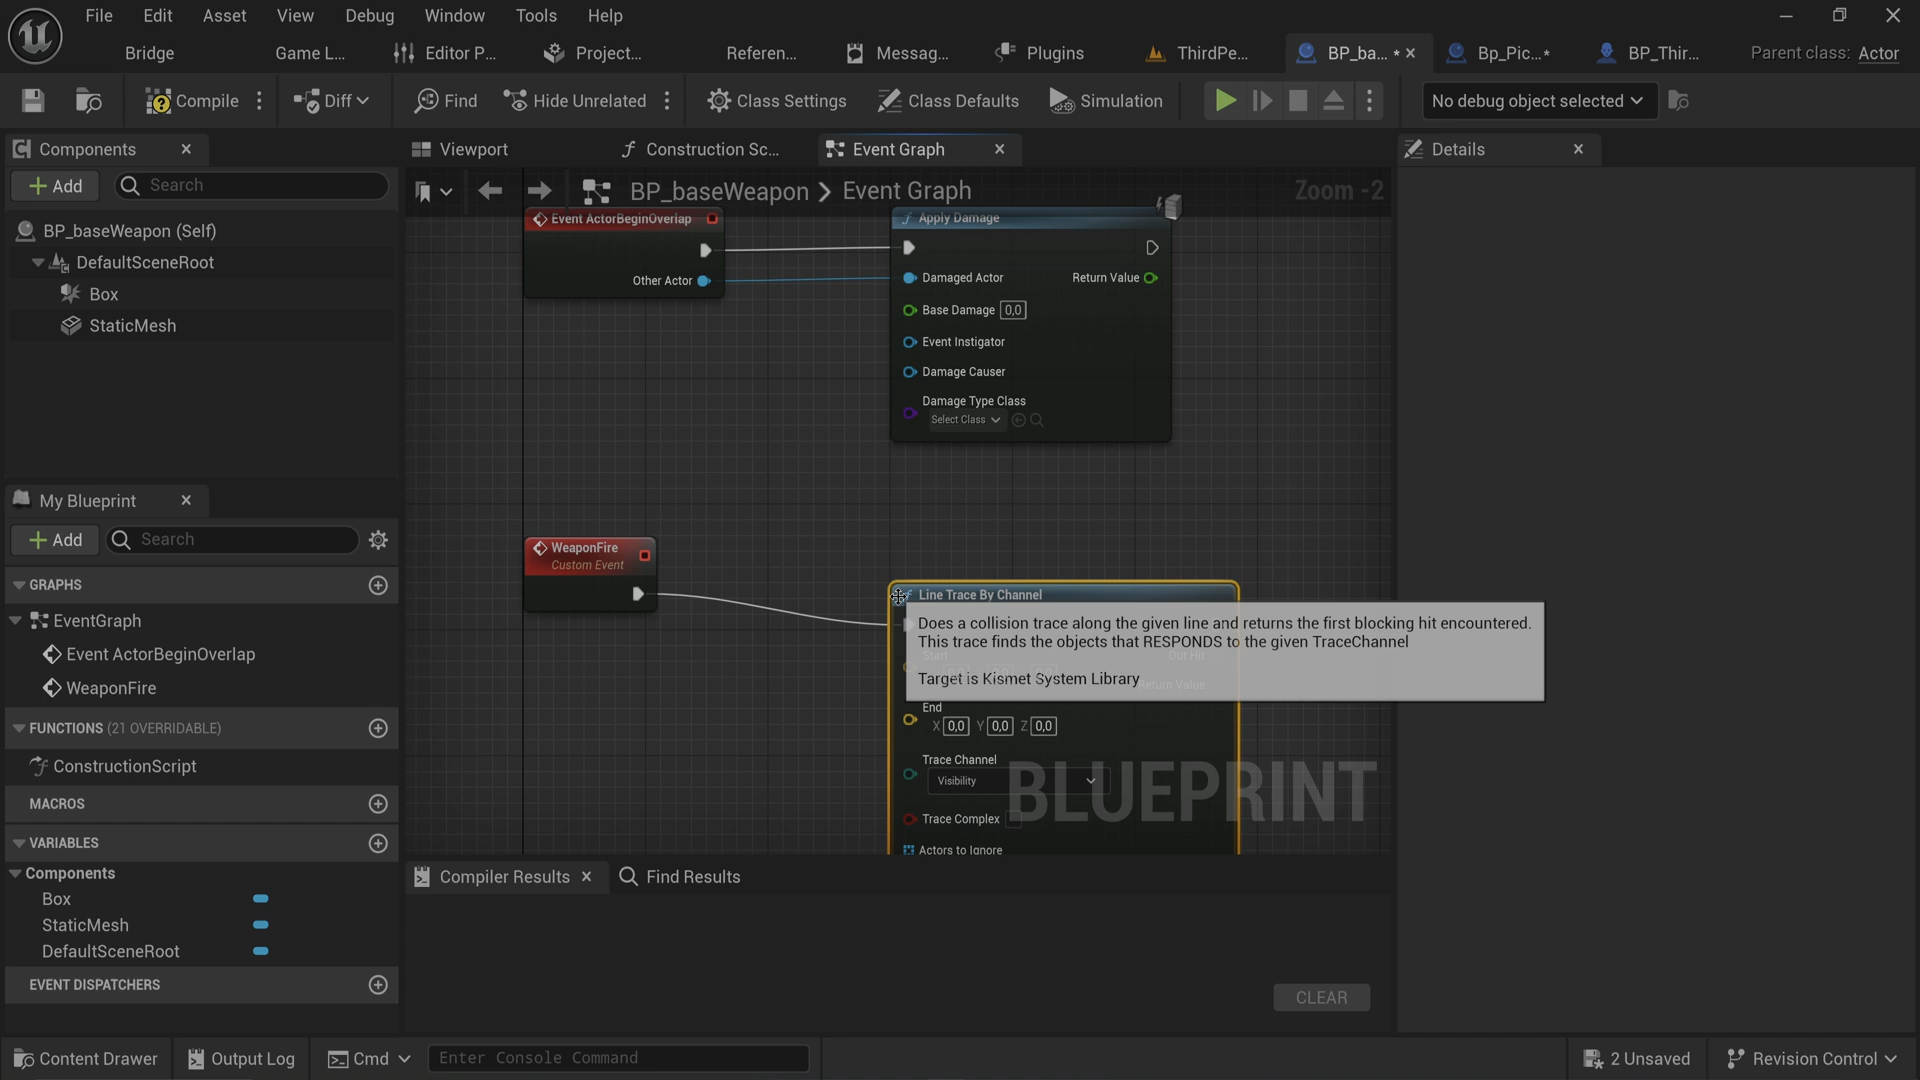 File Edit Asset View Debug Window Tools Help
Bridge Game L... Editor P... Project... Referen... Messag... Plugins ThirdPe... BP_ba... * Bp_Pic...* BP_Thir... Parent class: Actor
Compile Diff Find Hide Unrelated Class Settings Class Defaults Simulation No debug object selected
Components
Add Search
BP_baseWeapon (Self)
DefaultSceneRoot
Box
StaticMesh
My Blueprint
Add Search
GRAPHS
EventGraph
Event ActorBeginOverlap
WeaponFire
FUNCTIONS (21 OVERRIDABLE)
ConstructionScript
MACROS
VARIABLES
Components
Box
StaticMesh
DefaultSceneRoot
EVENT DISPATCHERS
Viewport Construction Sc... Event Graph
BP_baseWeapon > Event Graph Zoom -2
Event ActorBeginOverlap
Other Actor
Apply Damage
Damaged Actor Return Value
Base Damage 0,0
Event Instigator
Damage Causer
Damage Type Class
Select Class
WeaponFire
Custom Event
Line Trace By Channel
Does a collision trace along the given line and returns the first blocking hit encountered.
This trace finds the objects that RESPONDS to the given TraceChannel
Start Out Hit
Target is Kismet System Library
Return Value
End
X 0,0 Y 0,0 Z 0,0
Trace Channel
Visibility
BLUEPRINT
Trace Complex
Actors to Ignore
Compiler Results Find Results
CLEAR
Details
Content Drawer Output Log Cmd Enter Console Command 2 Unsaved Revision Control